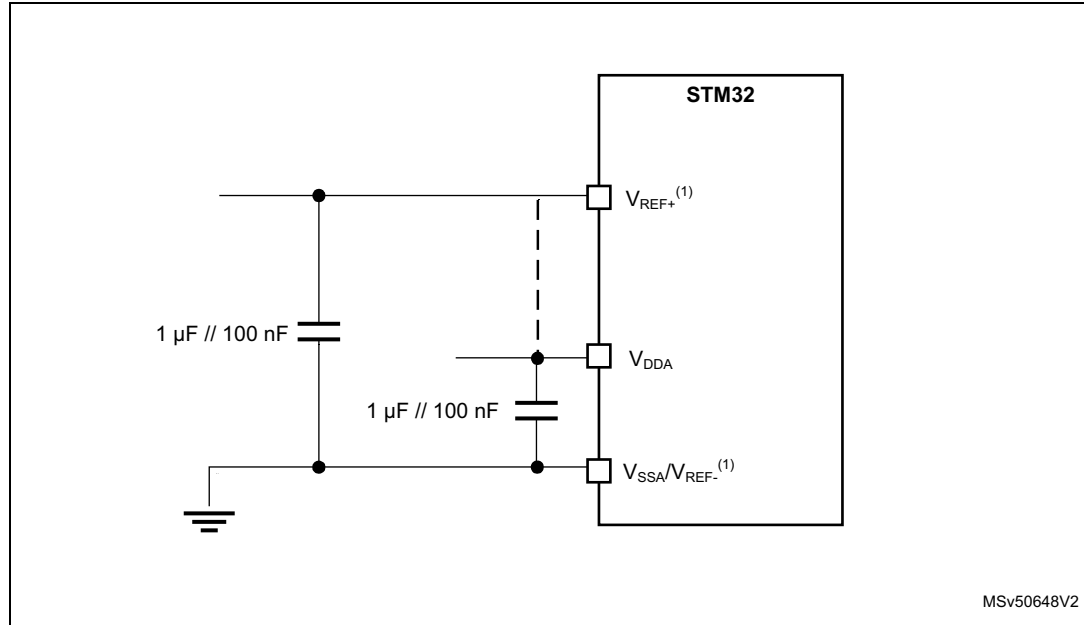 STM32
VREF+(1)
1 µF // 100 nF
VDDA
1 µF // 100 nF
VSSA/VREF-(1)
MSv50648V2